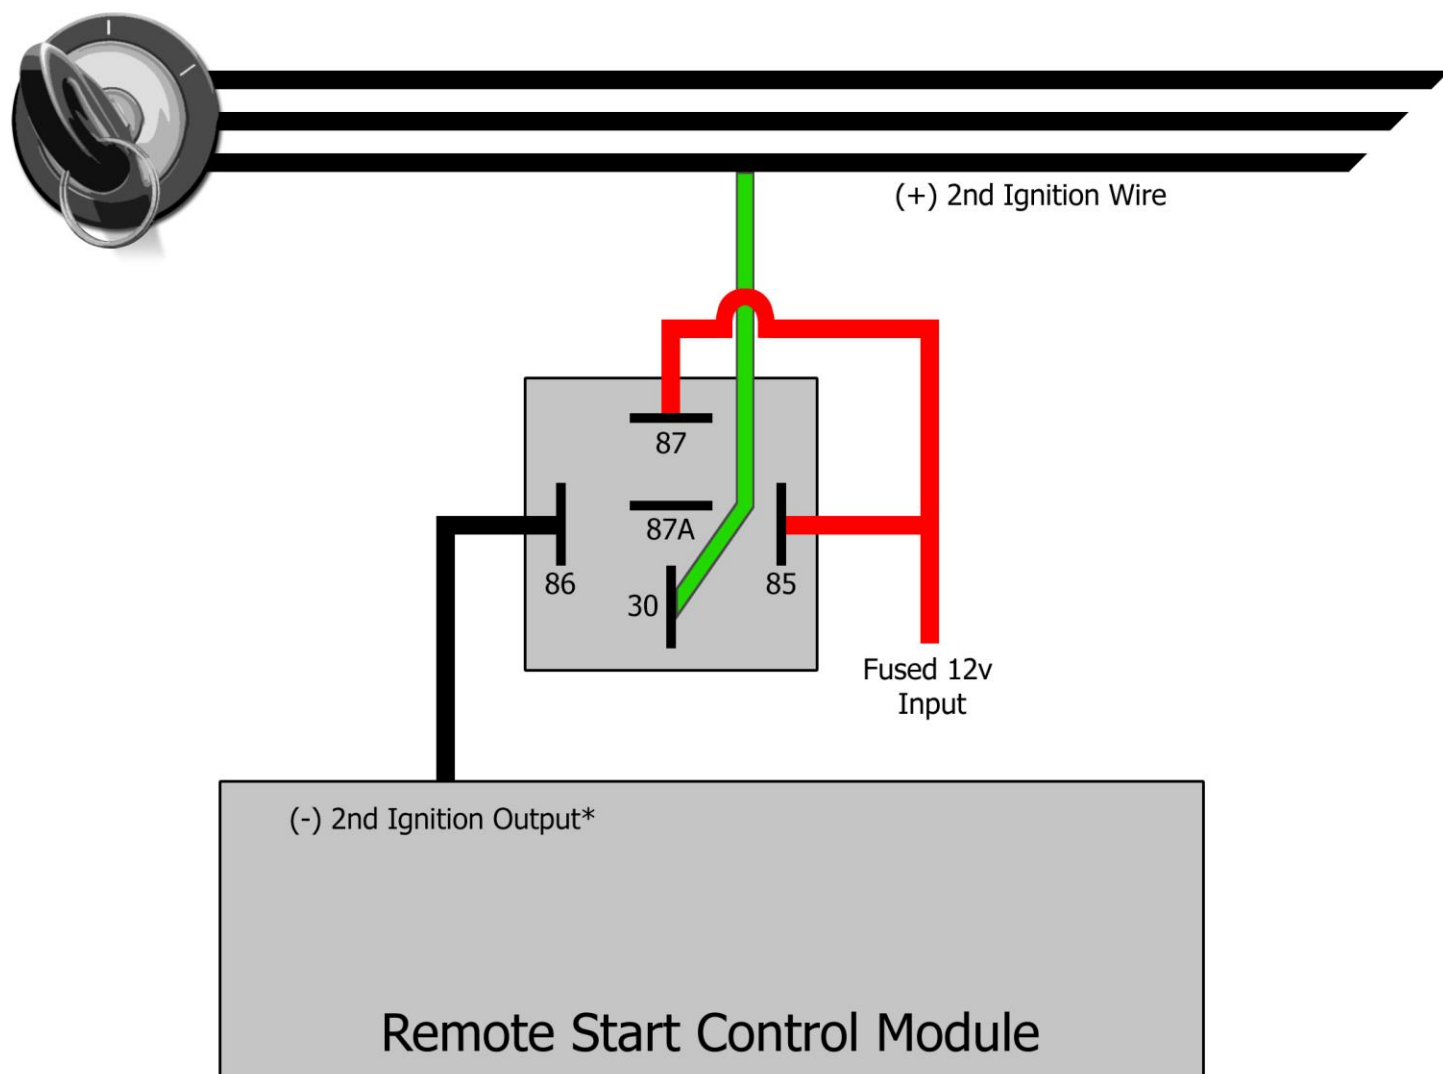 (+) 2nd Ignition Wire
87
87A
86
30
85
Fused 12v
Input
(-) 2nd Ignition Output*
Remote Start Control Module